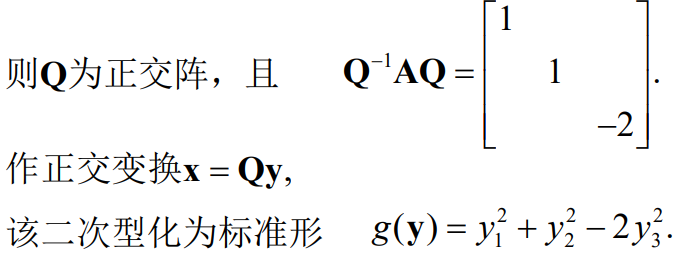 则Q为正交阵，且 Q⁻¹AQ = [1 1 −2].
作正交变换x = Qy,
该二次型化为标准形 g(y) = y₁² + y₂² − 2y₃².